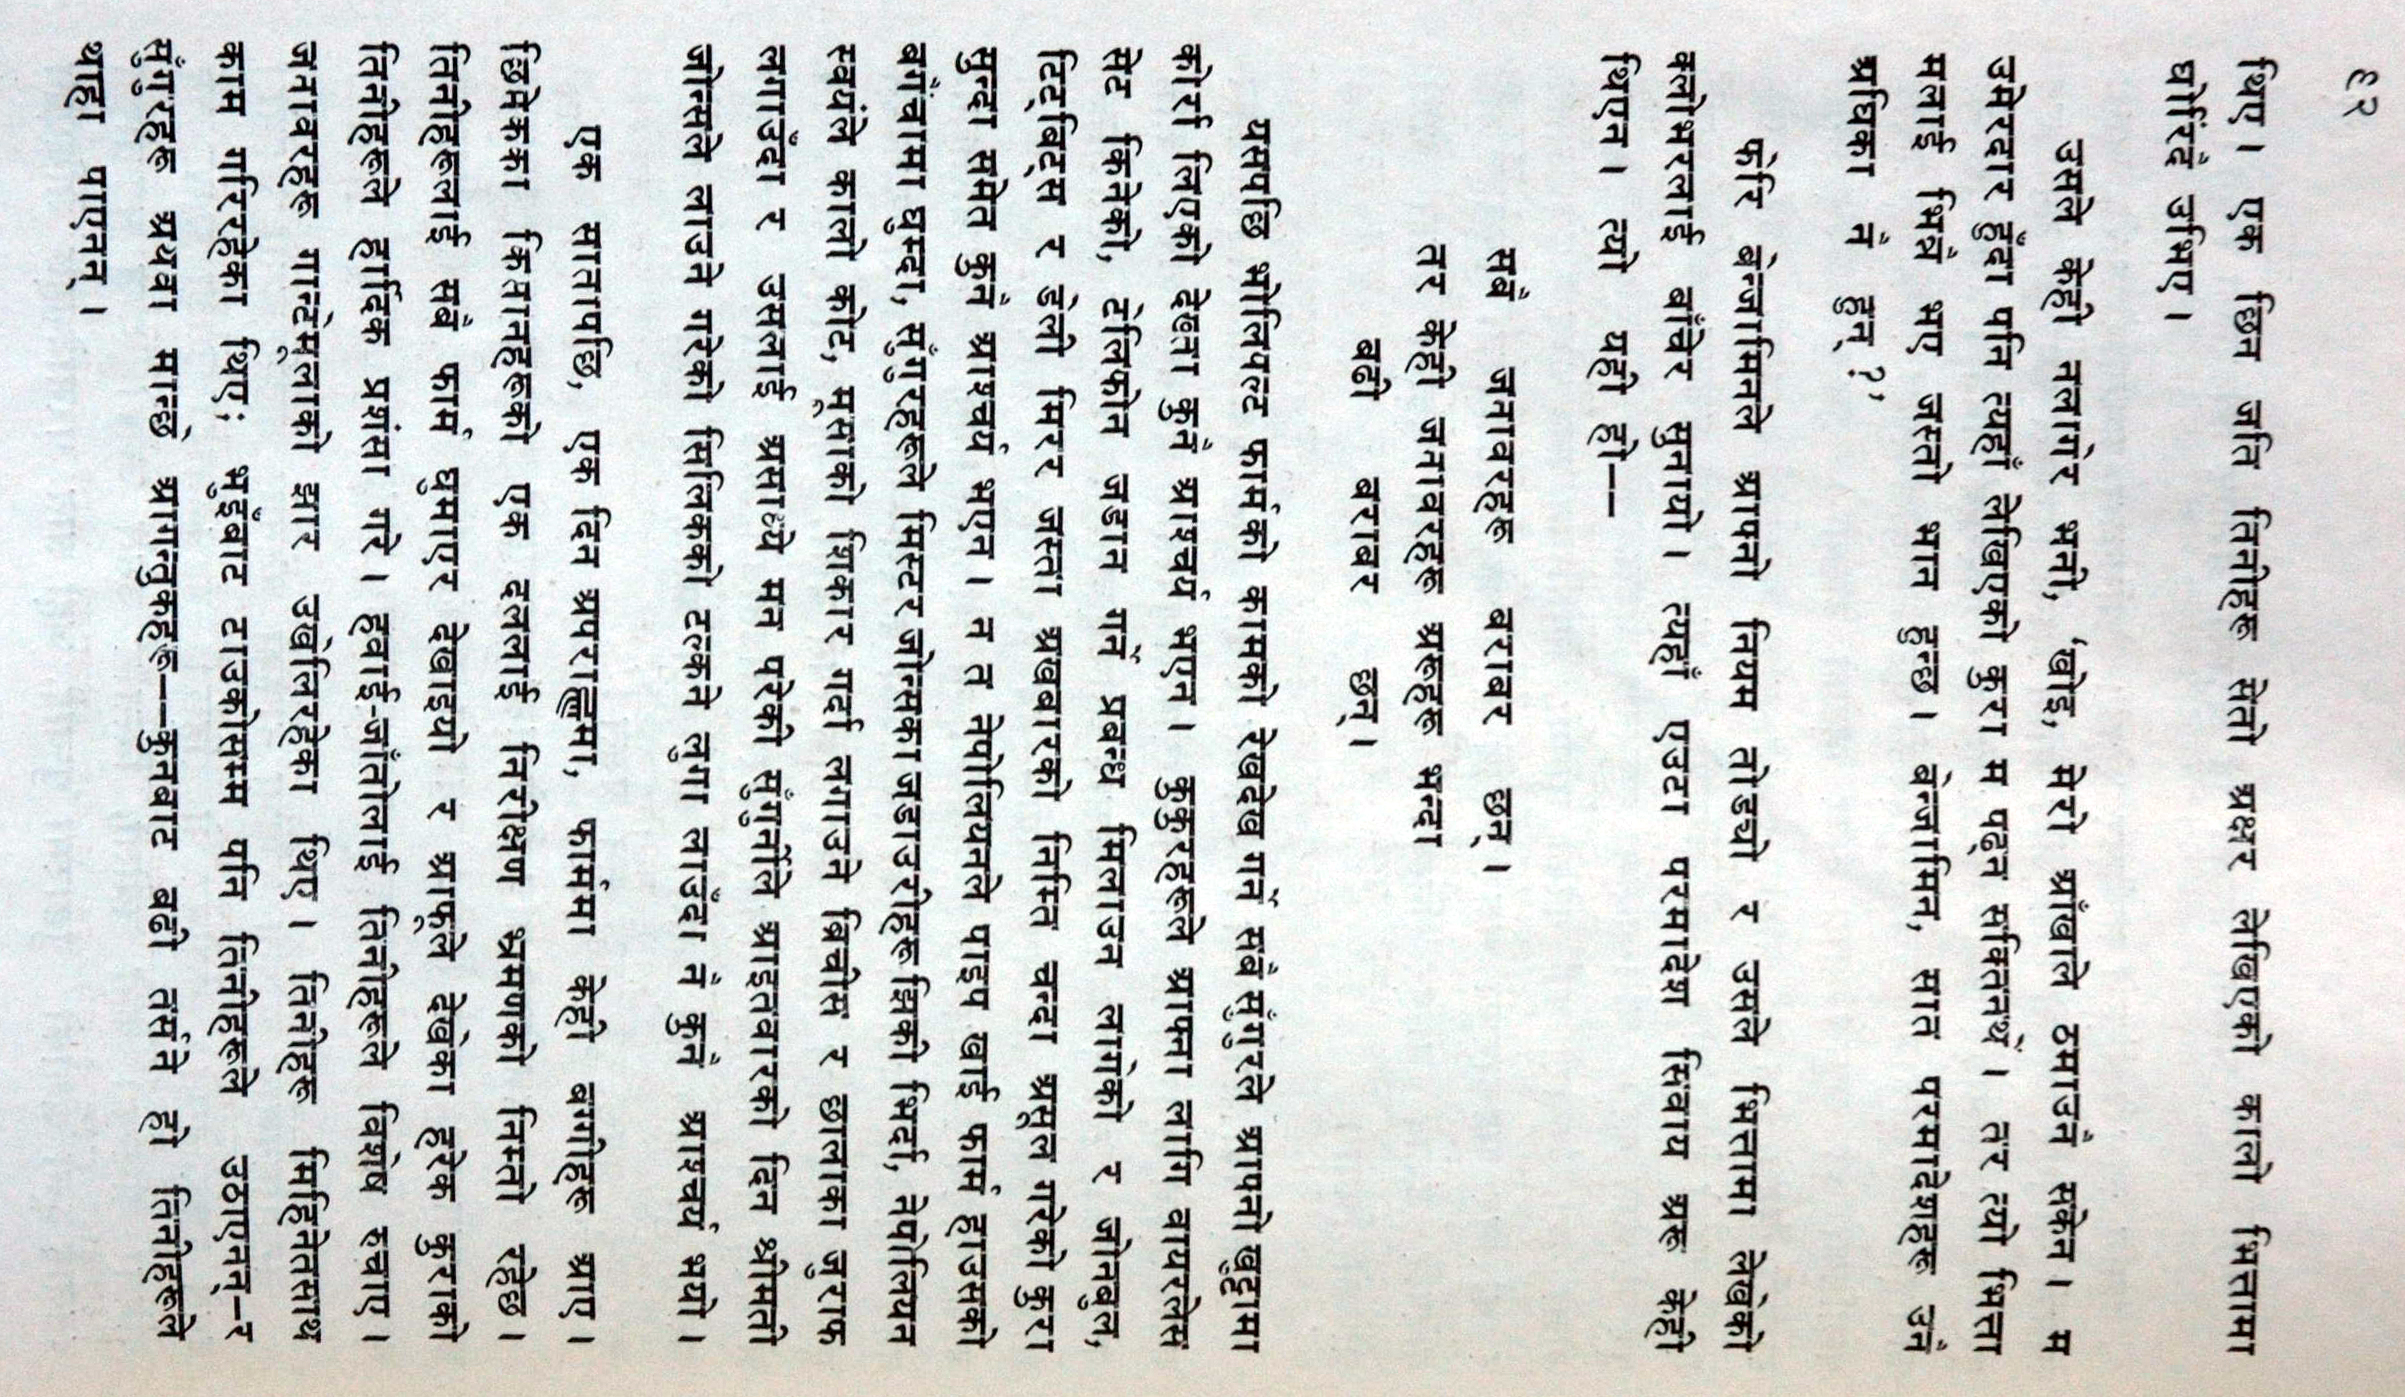 ९२
थिए। एक छिन जति तिनीहरू सेतो अक्षर लेखिएको कालो भित्तामा
घोरिंदै उभिए।
उसले केही नलागेर भनी, 'खोइ, मेरो आंखाले ठमाउनै सकेन। म
उमेरदार हुँदा पनि त्यहाँ लेखिएको कुरा म पढ्न सक्तिनथें। तर त्यो भित्ता
मलाई भिन्नै भए जस्तो भान हुन्छ। बेन्जामिन, सात परमादेशहरू उनै
अघिका नै हुन् ?'
फेरि बेन्जामिनले आफ्नो नियम तोड्यो र उसले भित्तामा लेखेको
क्लोभरलाई बाँचेर सुनायो। त्यहाँ एउटा परमादेश सिवाय अरु केही
थिएन। त्यो यही हो––
सबै जनावरहरू बराबर छन्।
तर केही जनावरहरू अरूहरू भन्दा
बढी बराबर छन्।
यसपछि भोलिपल्ट फार्मको कामको रेखदेख गर्ने सबै सुंगुरले आफ्नो खुट्टामा
कोर्रा लिएको देख्ता कुनै आश्चर्य भएन। कुकुरहरूले आफ्ना लागि वायरलेस
सेट किनेको, टेलिफोन जडान गर्ने प्रबन्ध मिलाउन लागेको र जोनबुल,
टिट्बिट्स र डेली मिरर जस्ता अखबारको निम्ति चन्दा असूल गरेको कुरा
सुन्दा समेत कुनै आश्चर्य भएन। न त नेपोलियनले पाइप खाई फार्म हाउसको
बगैंचामा घुम्दा, सुंगुरहरूले मिस्टर जोन्सका जडाउरीहरू झिकी भिर्दा, नेपोलियन
स्वयंले कालो कोट, मूसाको शिकार गर्दा लगाउने ब्रिचीस र छालाका जुराफ
लगाउंदा र उसलाई असाध्यै मन परेकी सुंगुर्नीले आइतवारको दिन श्रीमती
जोन्सले लाउने गरेको सिल्किको टल्कने लुगा लाउंदा नै कुनै आश्चर्य भयो।
एक सातापछि, एक दिन अपराह्णमा, फार्ममा केही बग्गीहरू आए।
छिमेकका किसानहरूको एक दललाई निरीक्षण भ्रमणको निम्तो रहेछ।
तिनीहरूलाई सबै फार्म घुमाएर देखाइयो र आफूले देखेका हरेक कुराको
तिनीहरूले हार्दिक प्रशंसा गरे। हवाई-जाँतोलाई तिनीहरूले विशेष रुचाए।
जनावरहरू गान्टेमूलाको झार उखेलिरहेका थिए। तिनीहरू मिहिनेतसाथ
काम गरिरहेका थिए; भुइंबाट टाउकोसम्म पनि तिनीहरूले उठाएनन्–र
सुंगुरहरू अथवा मान्छे आगन्तुकहरू––कुनबाट बढी तर्सने हो तिनीहरूले
थाहा पाएनन्।